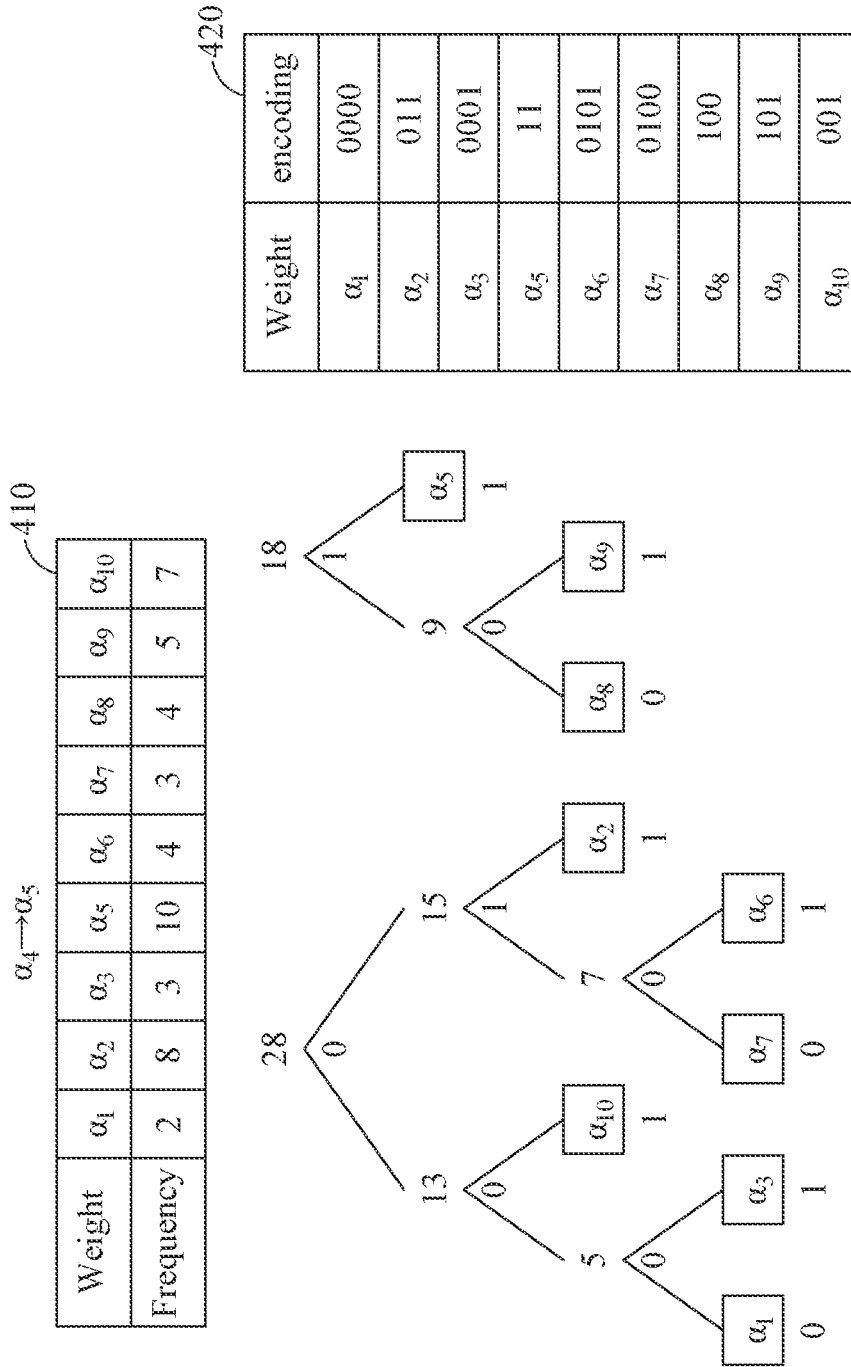 α₄→α₅
410
Weight α₁ α₂ α₃ α₅ α₆ α₇ α₈ α₉ α₁₀
Frequency 2 8 3 10 4 3 4 5 7
28 18
0 1
13 15 9 α₅
0 1 0 1
5 α₁₀ 7 α₂ α₈ α₉
0 1 0 1 0 1
α₁ α₃ α₇ α₆
0 1 0 1
420
Weight encoding
α₁ 0000
α₂ 011
α₃ 0001
α₅ 11
α₆ 0101
α₇ 0100
α₈ 100
α₉ 101
α₁₀ 001